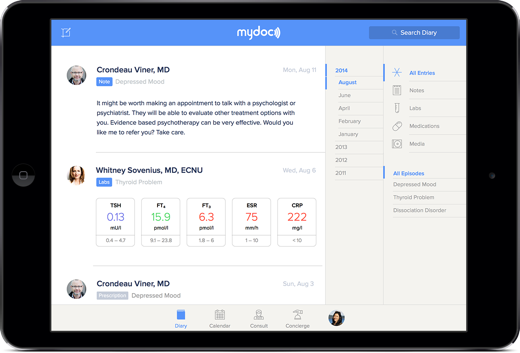 mydoc
Search Diary
Crondeau Viner, MD
Mon, Aug 11
Note
Depressed Mood
It might be worth making an appointment to talk with a psychologist or
psychiatrist. They will be able to evaluate other treatment options with
you. Evidence based psychotherapy can be very effective. Would you
like me to refer you? Take care.
Whitney Sovenius, MD, ECNU
Wed, Aug 6
Labs
Thyroid Problem
TSH
0.13
mU/l
0.4 – 4.7
FT₄
15.9
pmol/l
9.1 – 23.8
FT₃
6.3
pmol/l
1.8 – 6
ESR
75
mm/h
1 – 10
CRP
222
mg/l
<10
Crondeau Viner, MD
Sun, Aug 3
Prescription
Depressed Mood
2014
August
June
April
February
January
2013
2012
2011
All Entries
Notes
Labs
Medications
Media
All Episodes
Depressed Mood
Thyroid Problem
Dissociation Disorder
Diary
Calendar
Consult
Concierge